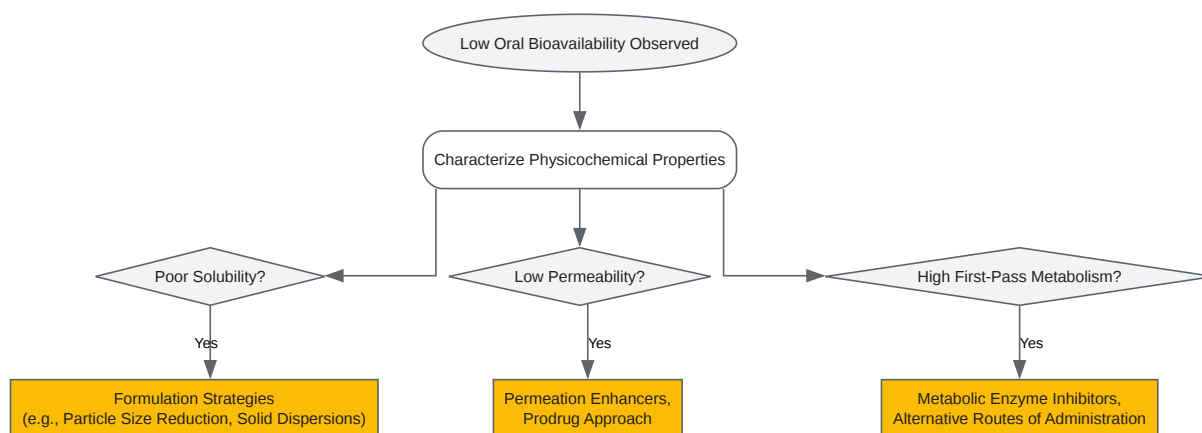 Low Oral Bioavailability Observed
Characterize Physicochemical Properties
Poor Solubility?
Low Permeability?
High First-Pass Metabolism?
Yes
Yes
Yes
Formulation Strategies
(e.g., Particle Size Reduction, Solid Dispersions)
Permeation Enhancers,
Prodrug Approach
Metabolic Enzyme Inhibitors,
Alternative Routes of Administration